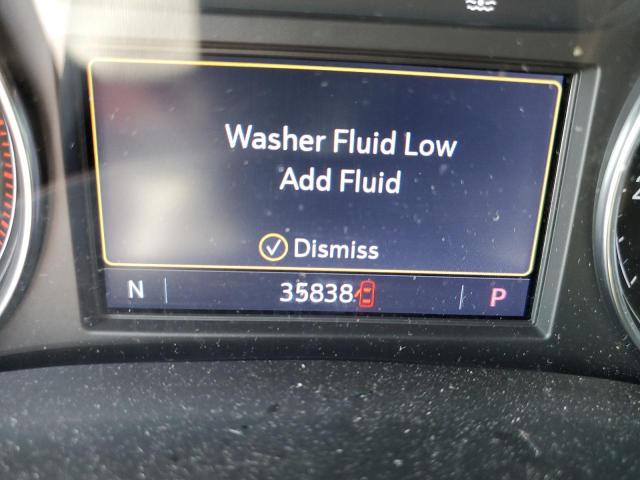 Washer Fluid Low
Add Fluid
Dismiss
N 35838 P